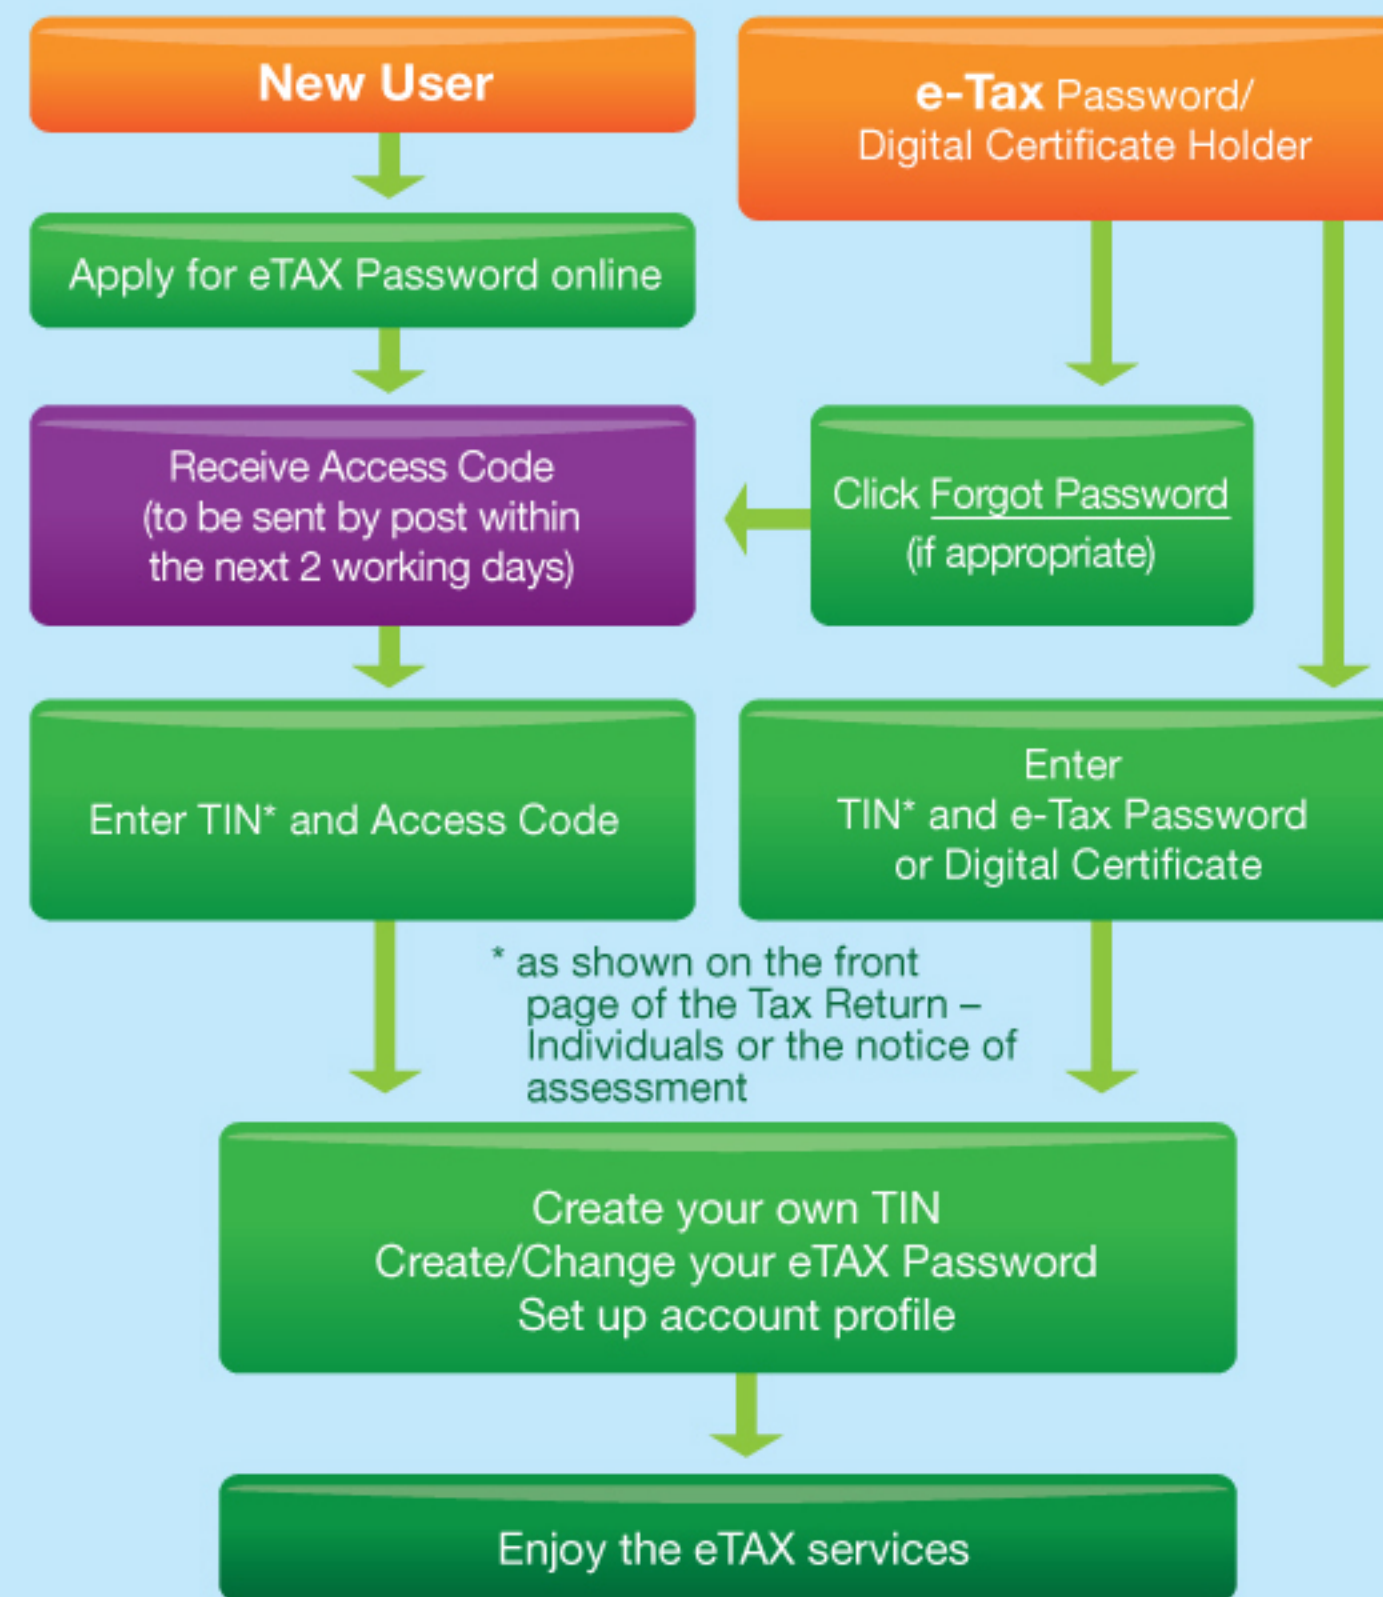 New User
e-Tax Password/
Digital Certificate Holder
Apply for eTAX Password online
Receive Access Code
(to be sent by post within
the next 2 working days)
Click Forgot Password
(if appropriate)
Enter TIN* and Access Code
Enter
TIN* and e-Tax Password
or Digital Certificate
* as shown on the front
page of the Tax Return –
Individuals or the notice of
assessment
Create your own TIN
Create/Change your eTAX Password
Set up account profile
Enjoy the eTAX services